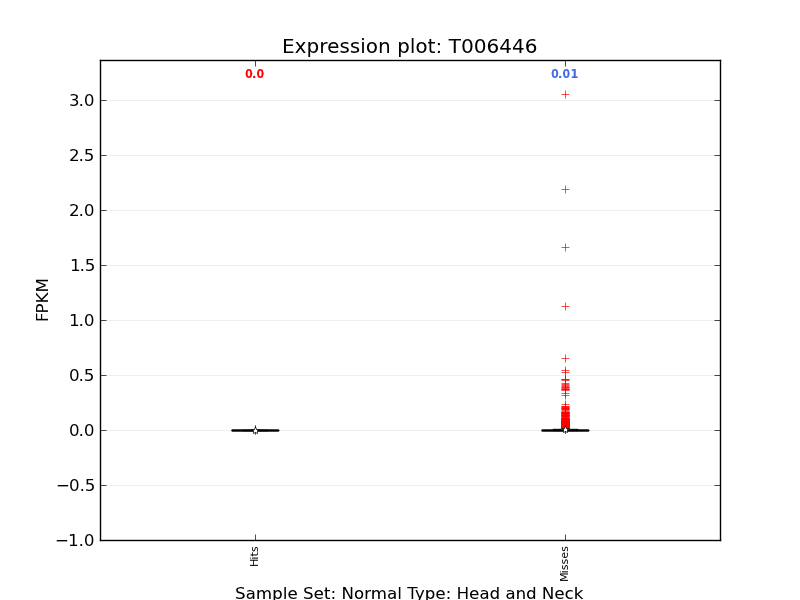 Expression plot: T006446
0.0
0.01
3.0
2.5
2.0
1.5
1.0
0.5
0.0
−0.5
−1.0
FPKM
Hits
Misses
Sample Set: Normal Type: Head and Neck